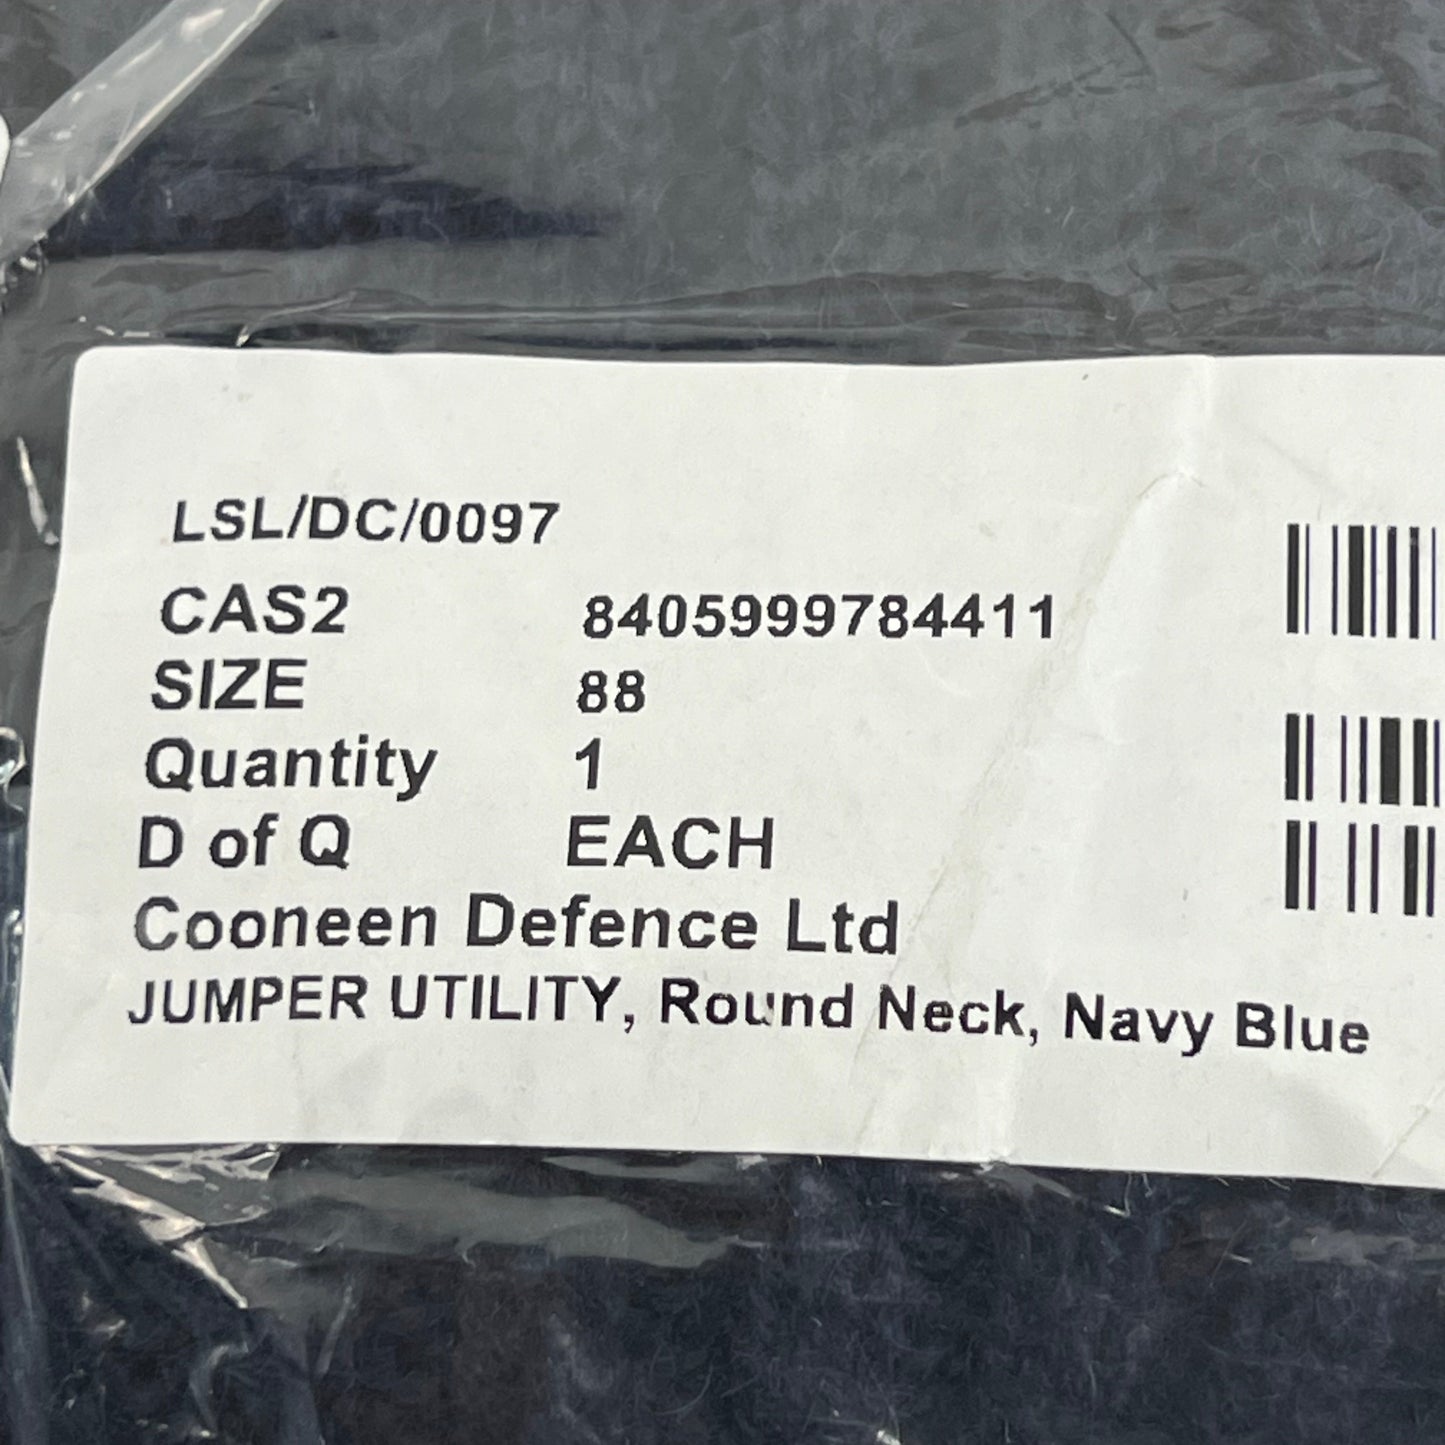 LSL/DC/0097
CAS2 8405999784411
SIZE 88
Quantity 1
D of Q EACH
Cooneen Defence Ltd
JUMPER UTILITY, Round Neck, Navy Blue